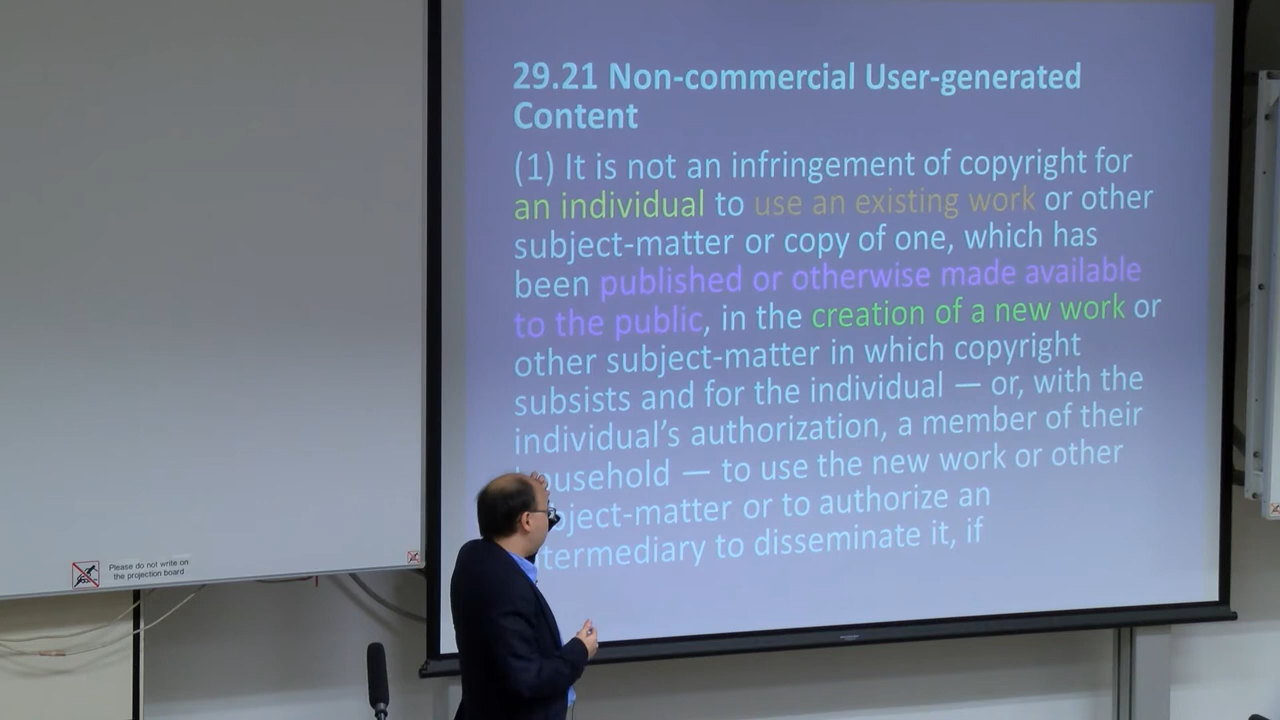 29.21 Non-commercial User-generated
Content
(1) It is not an infringement of copyright for
an individual to use an existing work or other
subject-matter or copy of one, which has
been published or otherwise made available
to the public, in the creation of a new work or
other subject-matter in which copyright
subsists and for the individual — or, with the
individual’s authorization, a member of their
household — to use the new work or other
bject-matter or to authorize an
termediary to disseminate it, if
Please do not write on
the projection board